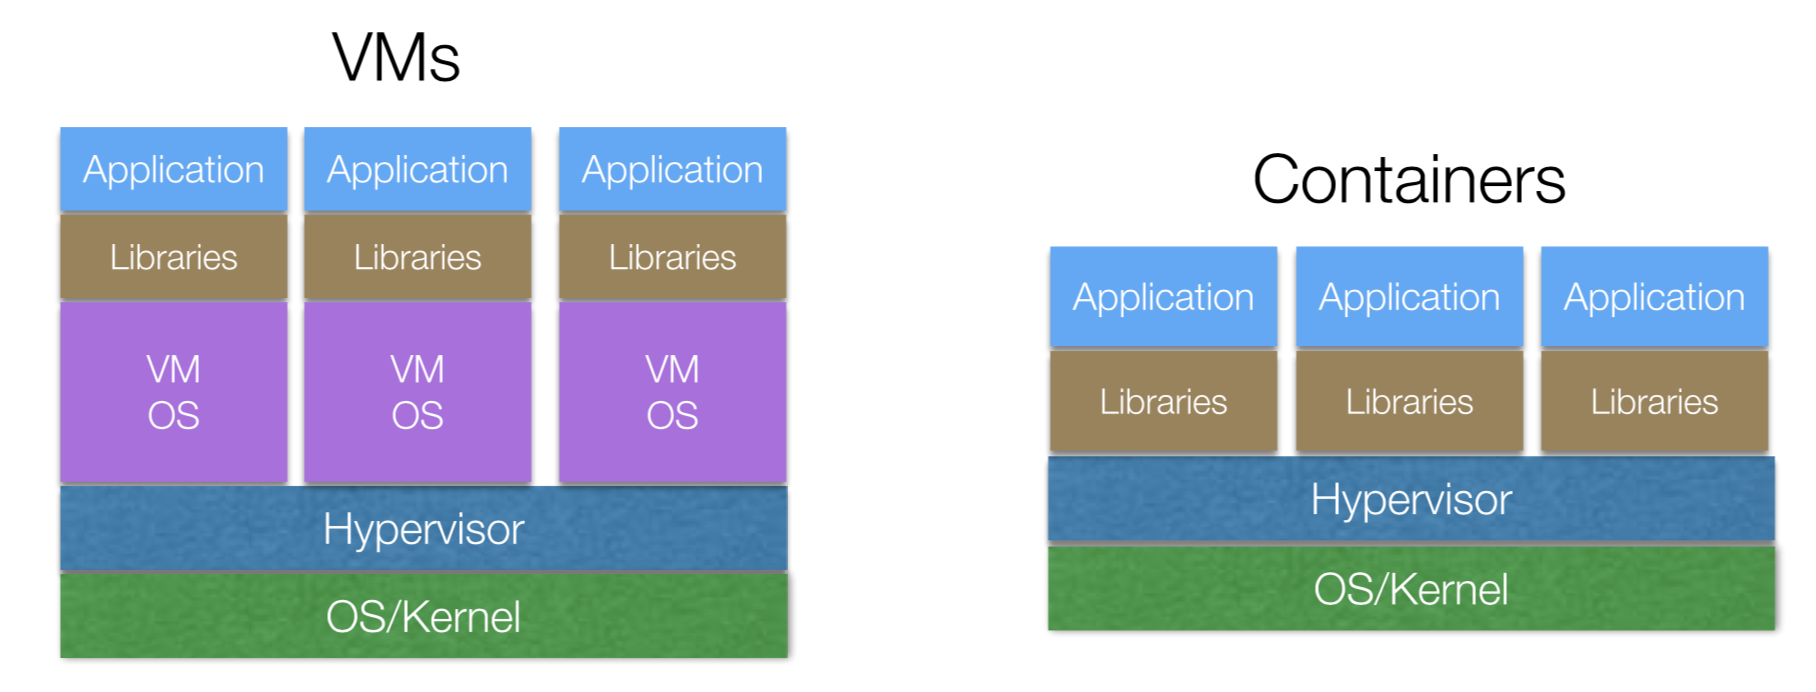 VMs
Application
Application
Application
Libraries
Libraries
Libraries
VM
OS
VM
OS
VM
OS
Hypervisor
OS/Kernel
Containers
Application
Application
Application
Libraries
Libraries
Libraries
Hypervisor
OS/Kernel